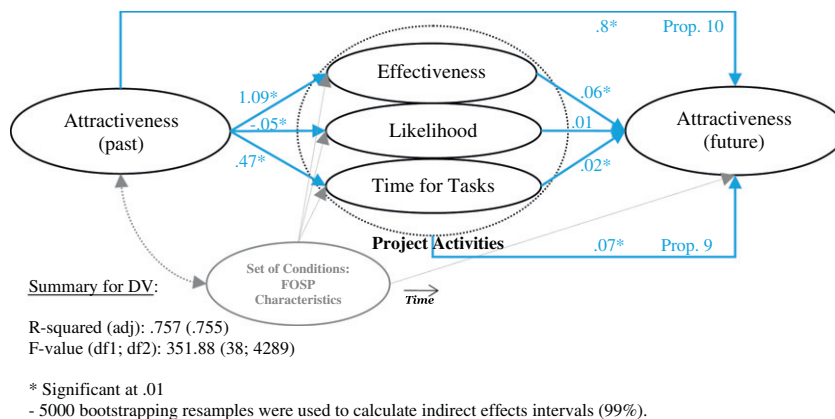 .8* Prop. 10
Effectiveness
1.09* .06*
Attractiveness
(past)
-.05* Likelihood .01
Attractiveness
(future)
.47* .02*
Time for Tasks
Project Activities
.07* Prop. 9
Set of Conditions:
FOSP
Characteristics
Time
Summary for DV:
R-squared (adj): .757 (.755)
F-value (df1; df2): 351.88 (38; 4289)
* Significant at .01
- 5000 bootstrapping resamples were used to calculate indirect effects intervals (99%).